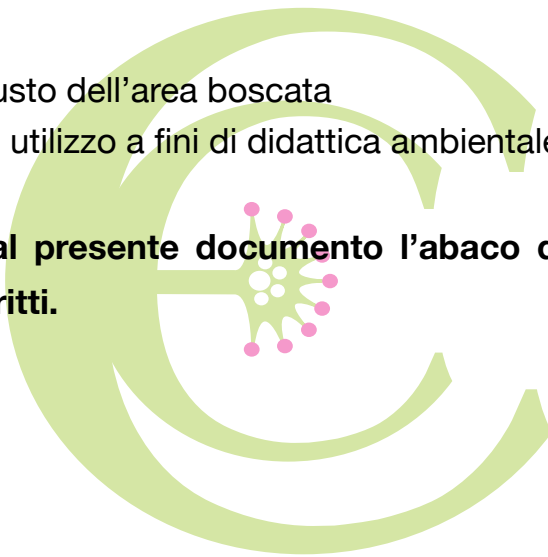 usto dell’area boscata
utilizzo a fini di didattica ambientale
al presente documento l’abaco d
ritti.